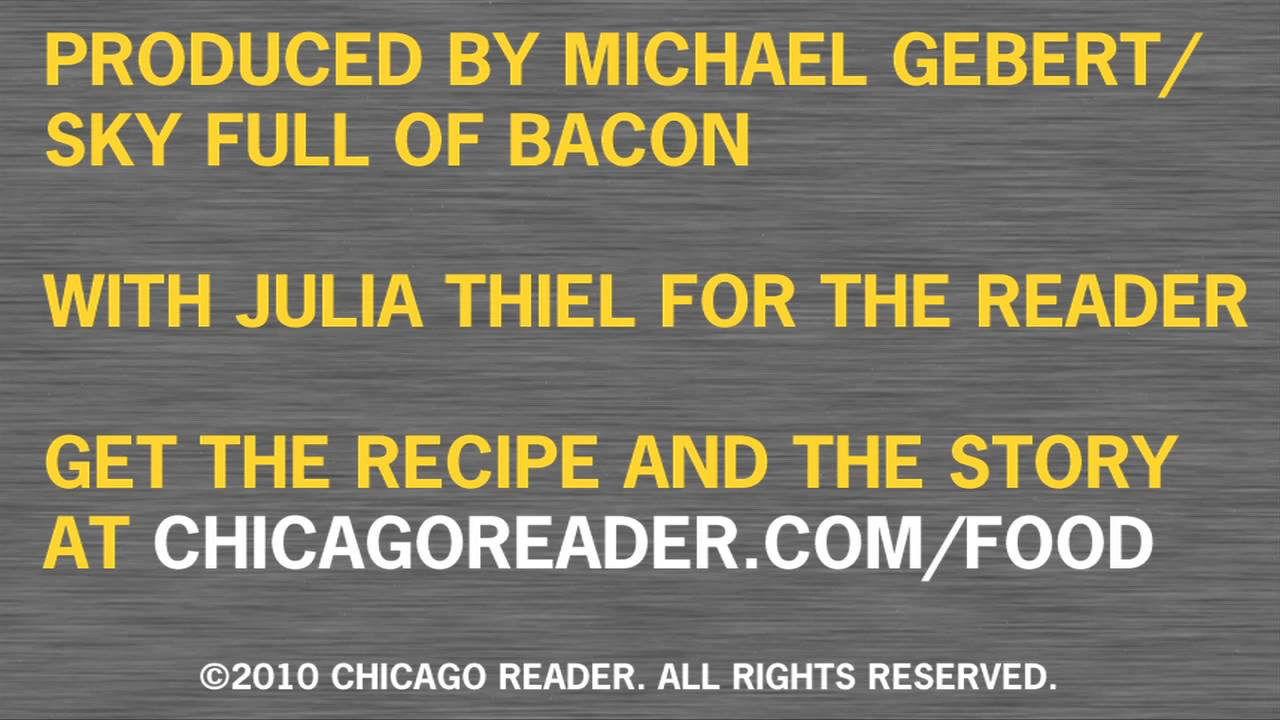 PRODUCED BY MICHAEL GEBERT/
SKY FULL OF BACON
WITH JULIA THIEL FOR THE READER
GET THE RECIPE AND THE STORY
AT CHICAGOREADER.COM/FOOD
©2010 CHICAGO READER. ALL RIGHTS RESERVED.